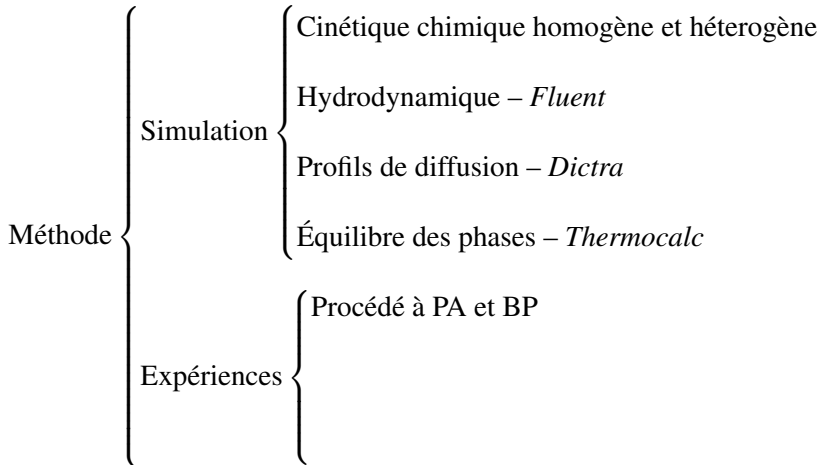 Cinétique chimique homogène et hétérogène
Hydrodynamique – Fluent
Simulation
Profils de diffusion – Dictra
Méthode
Équilibre des phases – Thermocalc
Procédé à PA et BP
Expériences